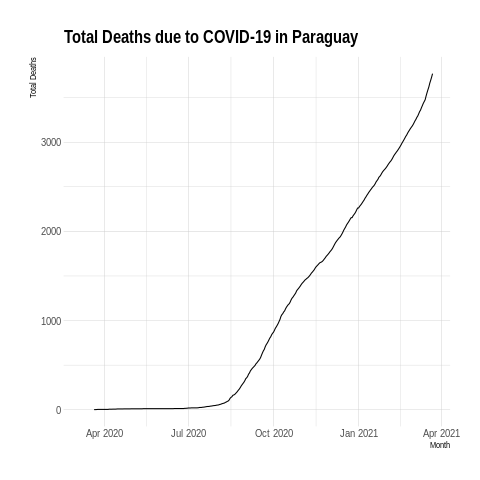 Total Deaths due to COVID-19 in Paraguay
Total Deaths
3000
2000
1000
0
Apr 2020 Jul 2020 Oct 2020 Jan 2021 Apr 2021
Month